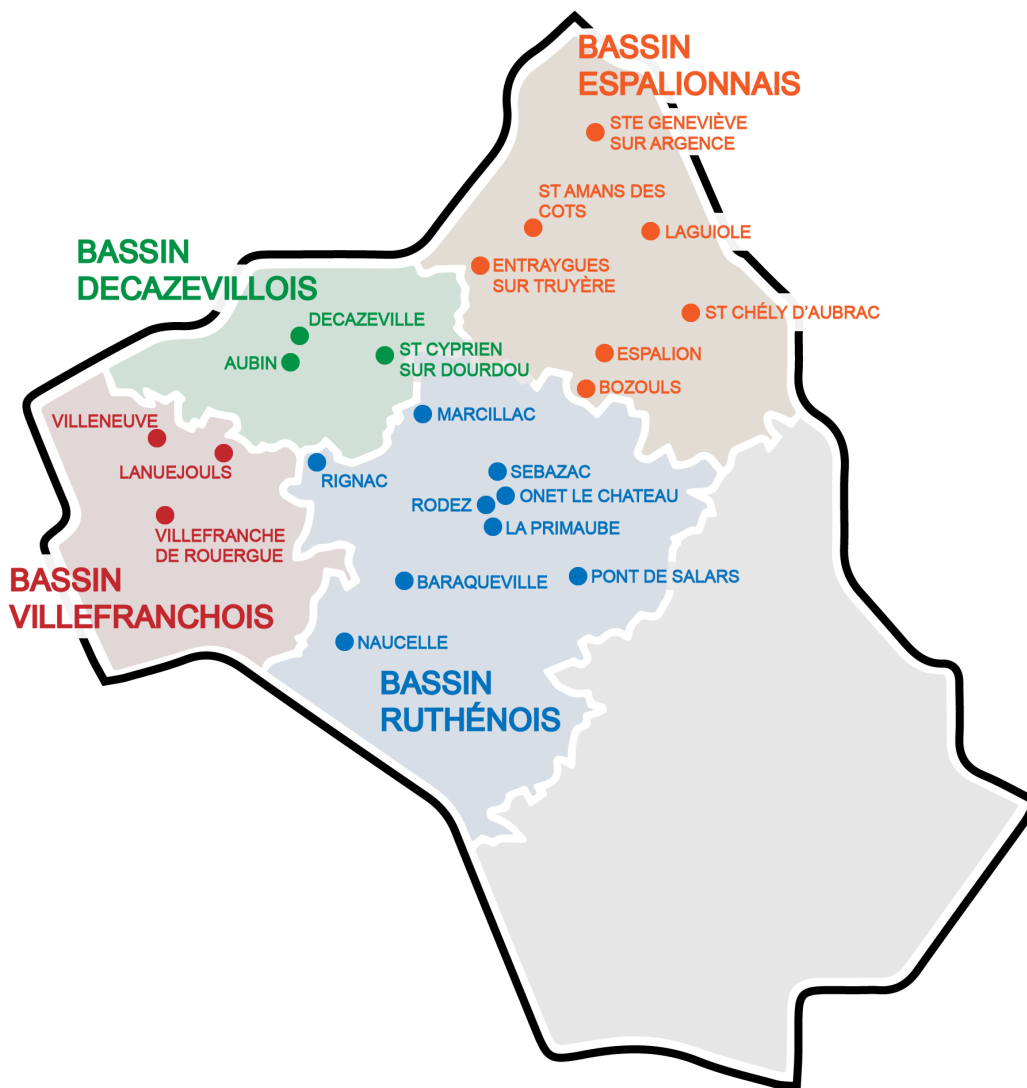 BASSIN
ESPALIONNAIS
STE GENEVIÈVE
SUR ARGENCE
ST AMANS DES
COTS
LAGUIOLE
ENTRAYGUES
SUR TRUYÈRE
ST CHÉLY D'AUBRAC
ESPALION
BOZOULS
BASSIN
DECAZEVILLOIS
DECAZEVILLE
AUBIN
ST CYPRIEN
SUR DOURDOU
VILLENEUVE
LANUEJOULS
VILLEFRANCHE
DE ROUERGUE
BASSIN
VILLEFRANCHOIS
MARCILLAC
RIGNAC
SEBAZAC
ONET LE CHATEAU
RODEZ
LA PRIMAUBE
BARAQUEVILLE
PONT DE SALARS
NAUCELLE
BASSIN
RUTHÉNOIS